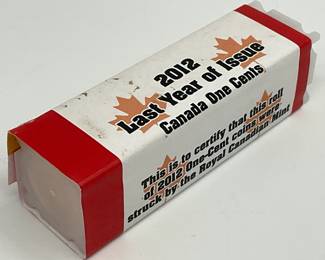 2012
Last Year of Issue
Canada One Cents
This is to certify that this roll
of 2012 One-Cent coins were
struck by the Royal Canadian Mint